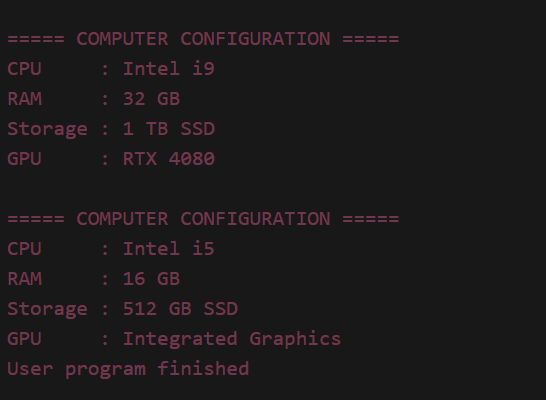 ===== COMPUTER CONFIGURATION =====
CPU     : Intel i9
RAM     : 32 GB
Storage : 1 TB SSD
GPU     : RTX 4080

===== COMPUTER CONFIGURATION =====
CPU     : Intel i5
RAM     : 16 GB
Storage : 512 GB SSD
GPU     : Integrated Graphics
User program finished